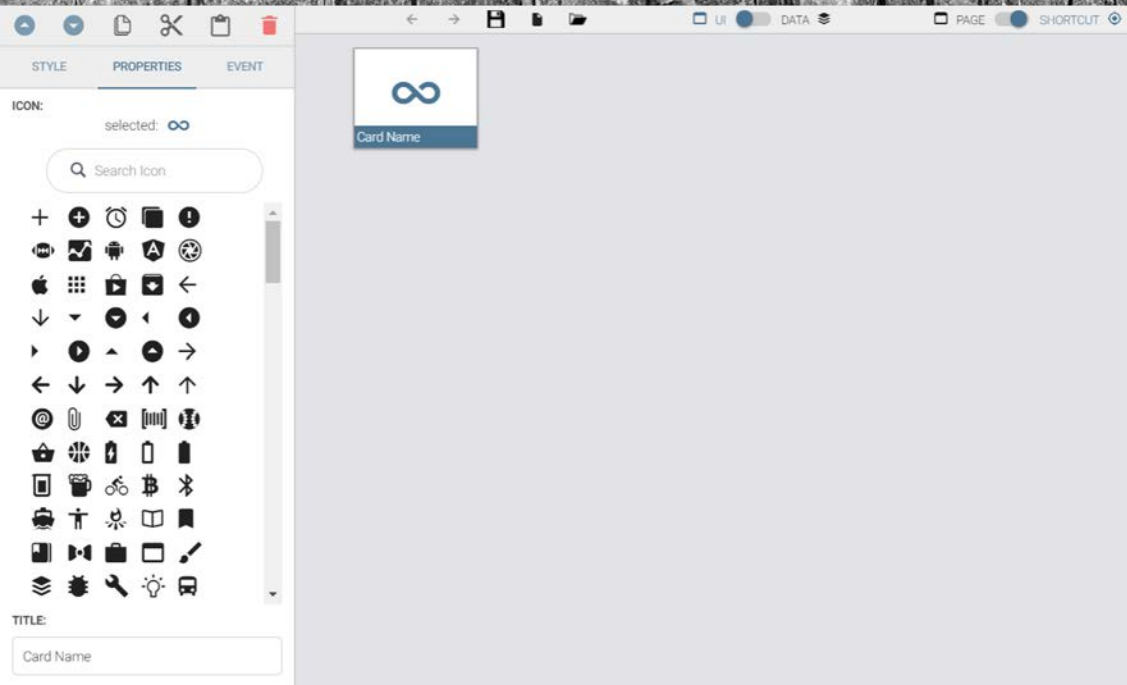 UI DATA PAGE SHORTCUT
STYLE PROPERTIES EVENT
ICON:
selected:
Search Icon
TITLE:
Card Name
Card Name